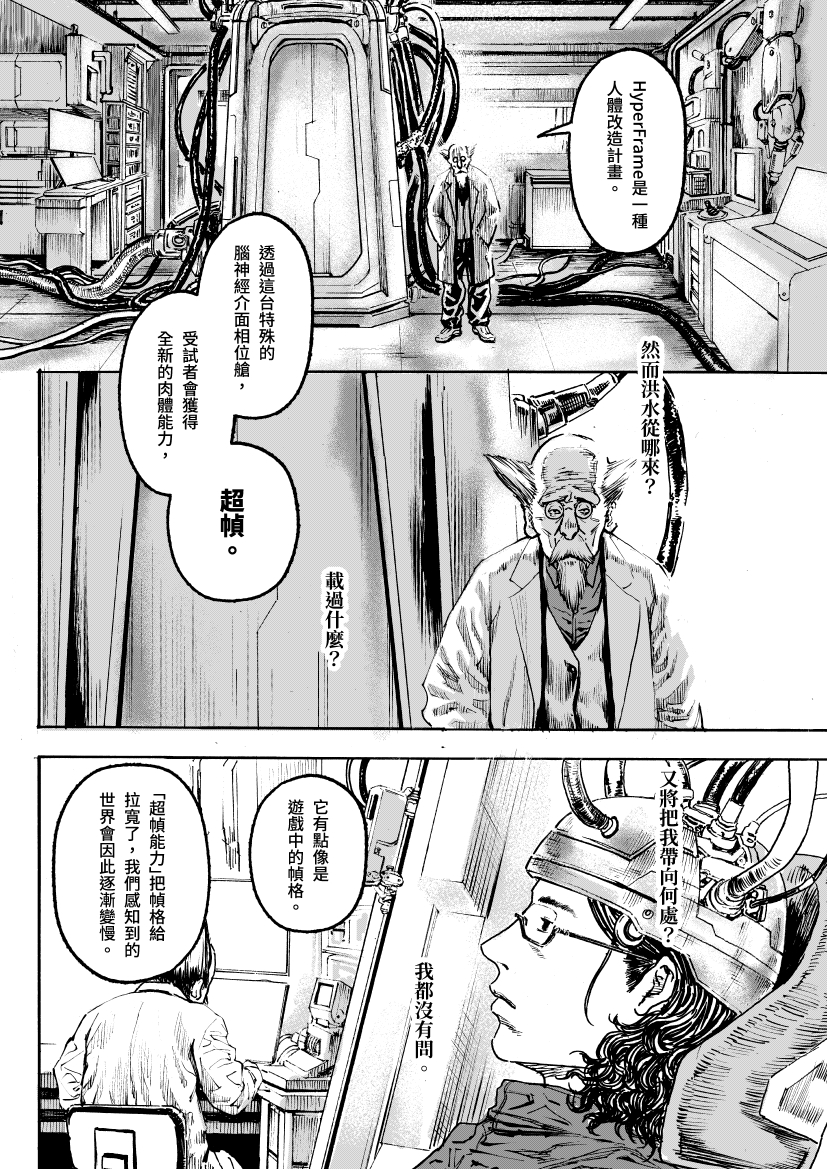 HyperFrame是一種
人體改造計畫。
透過這台特殊的
腦神經介面相位艙，
受試者會獲得
全新的肉體能力，
超幀。
然而洪水從哪來？
載過什麼？
又將把我帶向何處？
它有點像是
遊戲中的幀格。
「超幀能力」把幀格給
拉寬了，我們感知到的
世界會因此逐漸變慢。
我都沒有問。